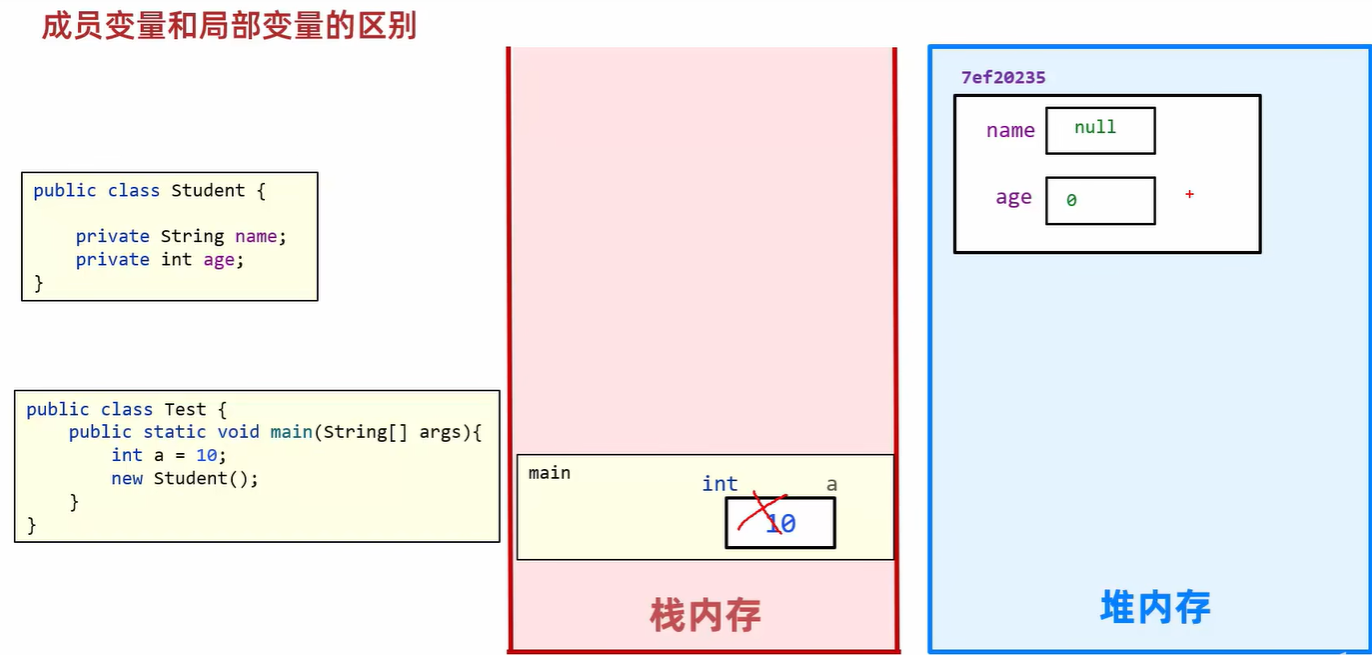 成员变量和局部变量的区别
public class Student {
private String name;
private int age;
}
public class Test {
public static void main(String[] args){
int a = 10;
new Student();
}
}
main
int a
10
栈内存
7ef20235
name null
age 0
堆内存